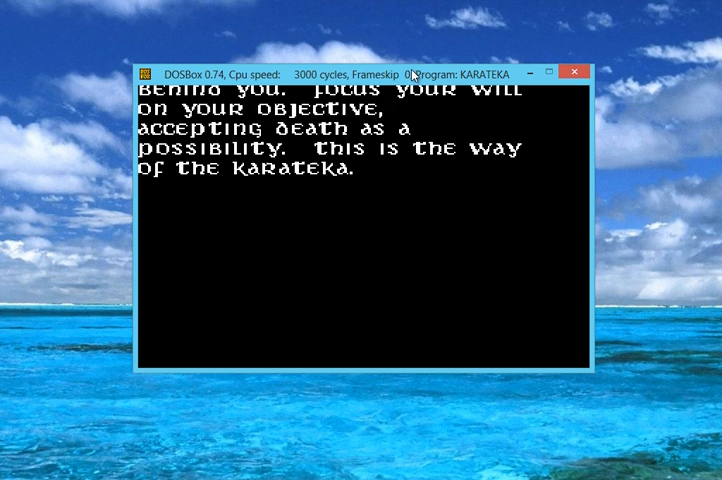 DOSBox 0.74, Cpu speed: 3000 cycles, Frameskip 0, Program: KARATEKA
BEHIND YOU. FOCUS YOUR WILL
ON YOUR OBJECTIVE,
ACCEPTING DEATH AS A
POSSIBILITY. THIS IS THE WAY
OF THE KARATEKA.